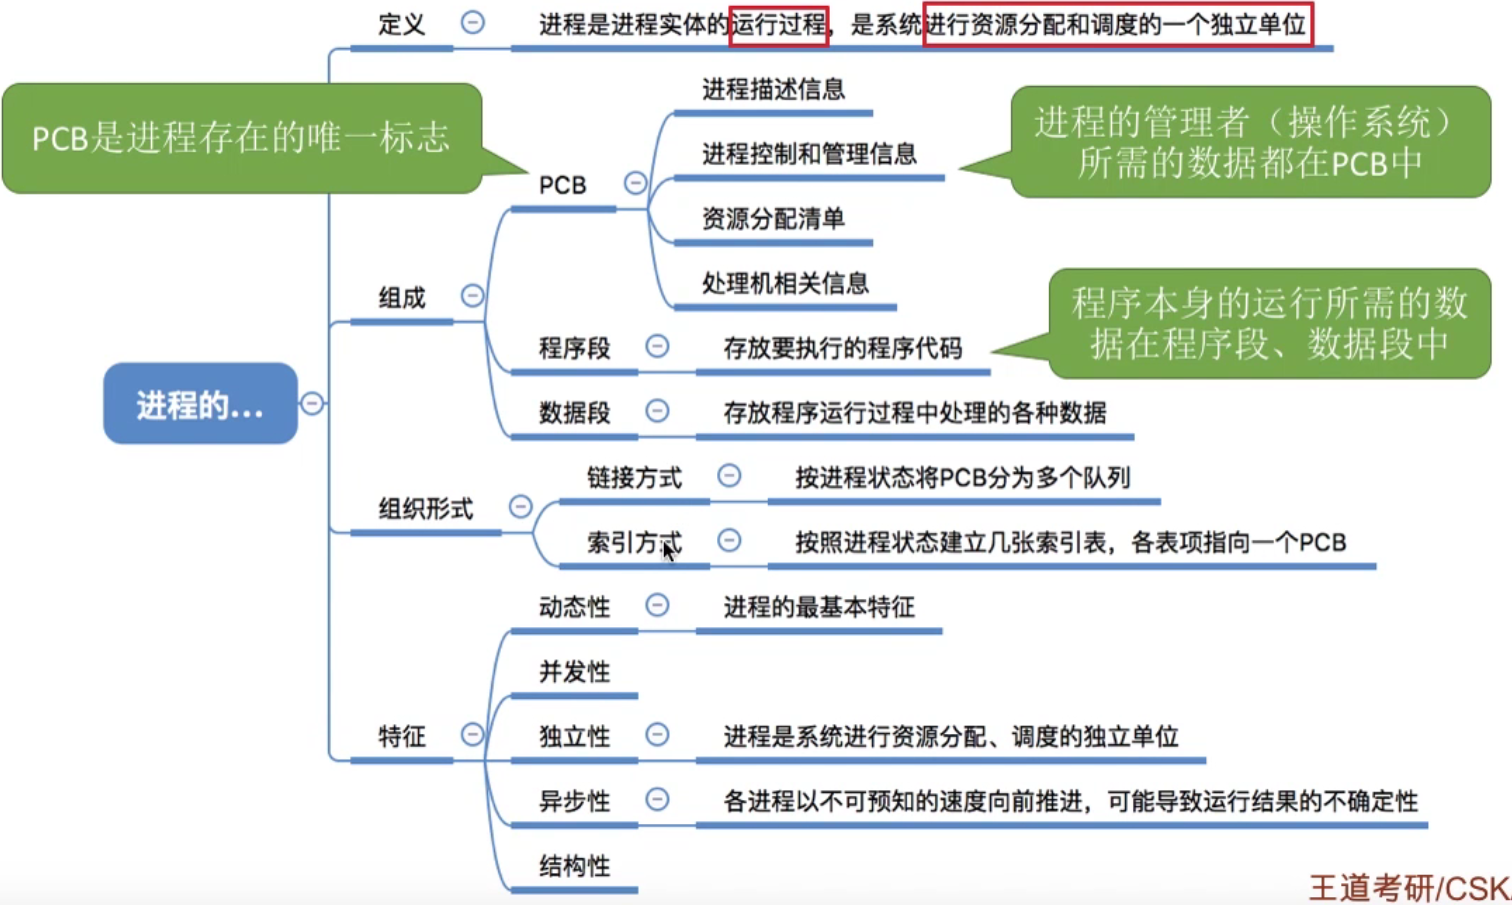 定义
进程是进程实体的运行过程，是系统进行资源分配和调度的一个独立单位
PCB是进程存在的唯一标志
进程描述信息
进程控制和管理信息
进程的管理者（操作系统）
所需的数据都在PCB中
PCB
资源分配清单
处理机相关信息
组成
程序段
存放要执行的程序代码
程序本身的运行所需的数
据在程序段、数据段中
数据段
存放程序运行过程中处理的各种数据
进程的...
组织形式
链接方式
按进程状态将PCB分为多个队列
索引方式
按照进程状态建立几张索引表，各表项指向一个PCB
特征
动态性
进程的最基本特征
并发性
独立性
进程是系统进行资源分配、调度的独立单位
异步性
各进程以不可预知的速度向前推进，可能导致运行结果的不确定性
结构性
王道考研/CSK